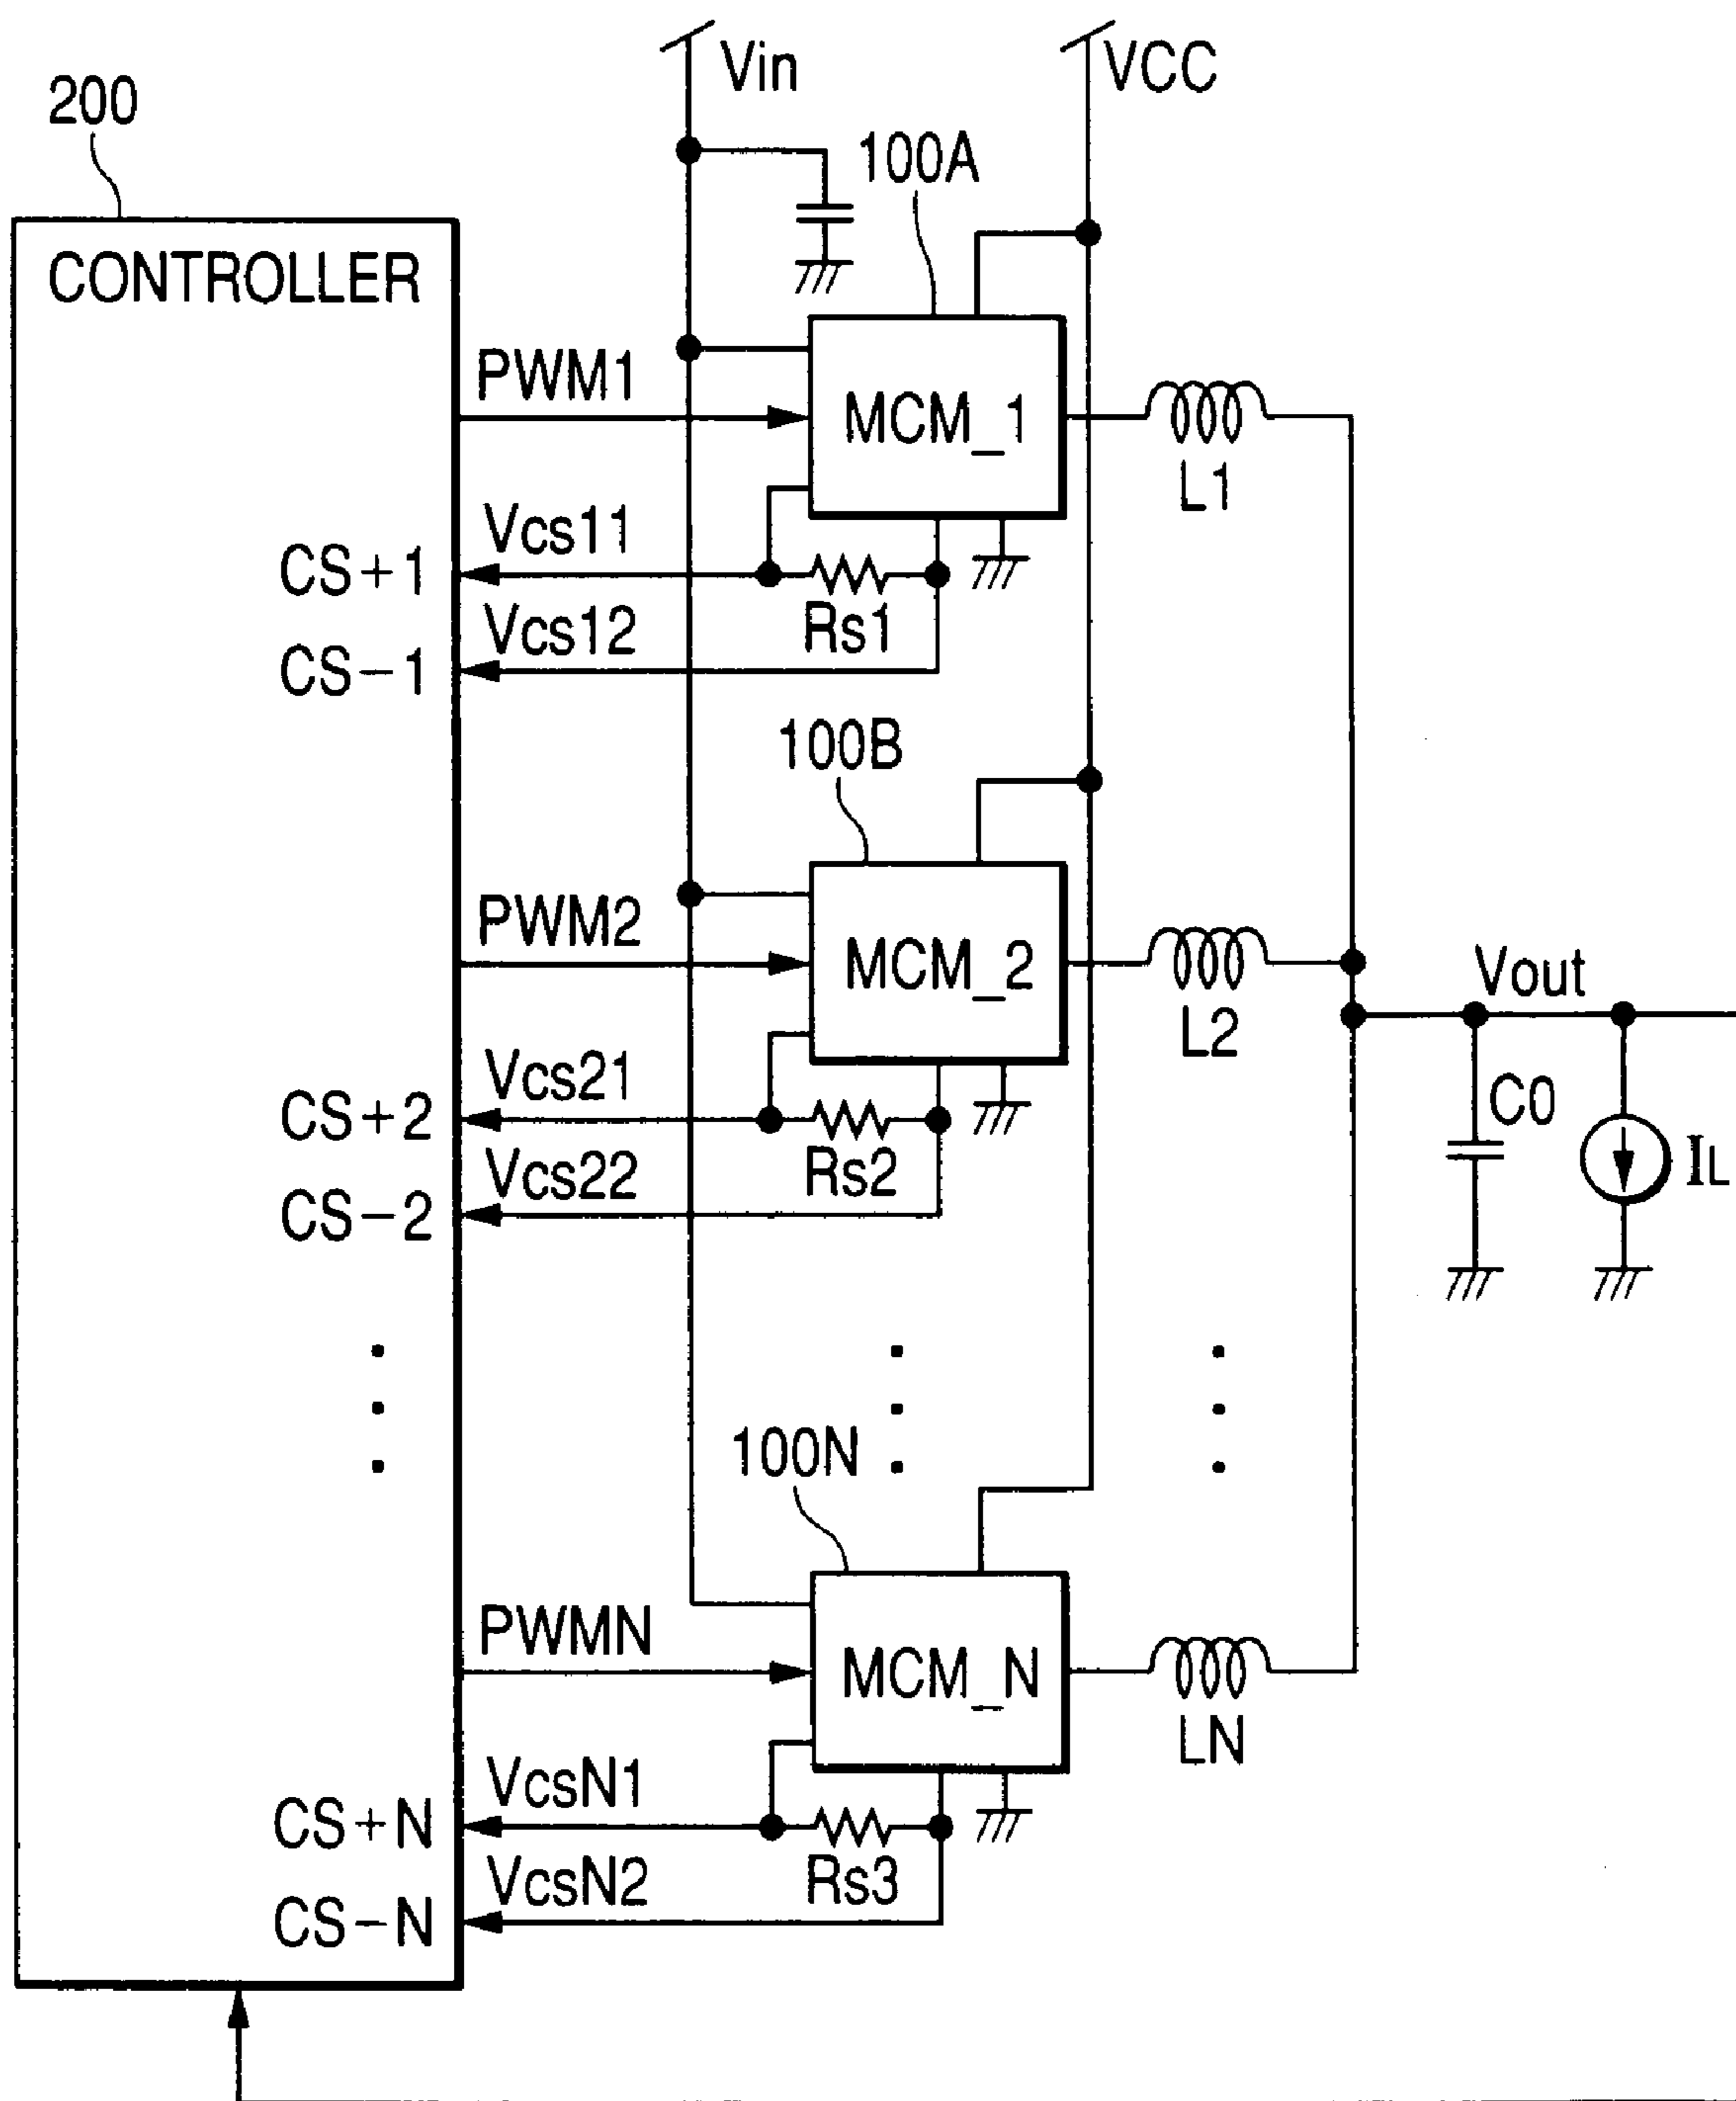 Vin
VCC
200
100A
CONTROLLER
PWM1
MCM_1
L1
Vcs11
CS+1
Rs1
Vcs12
CS-1
100B
PWM2
MCM_2
L2
Vout
Vcs21
CS+2
Rs2
C0
IL
Vcs22
CS-2
100N
PWMN
MCM_N
LN
VcsN1
CS+N
Rs3
VcsN2
CS-N